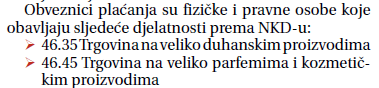 Obveznici plaćanja su fizičke i pravne osobe koje
obavljaju sljedeće djelatnosti prema NKD-u:
➢ 46.35 Trgovina na veliko duhanskim proizvodima
➢ 46.45 Trgovina na veliko parfemima i kozmetič-
kim proizvodima